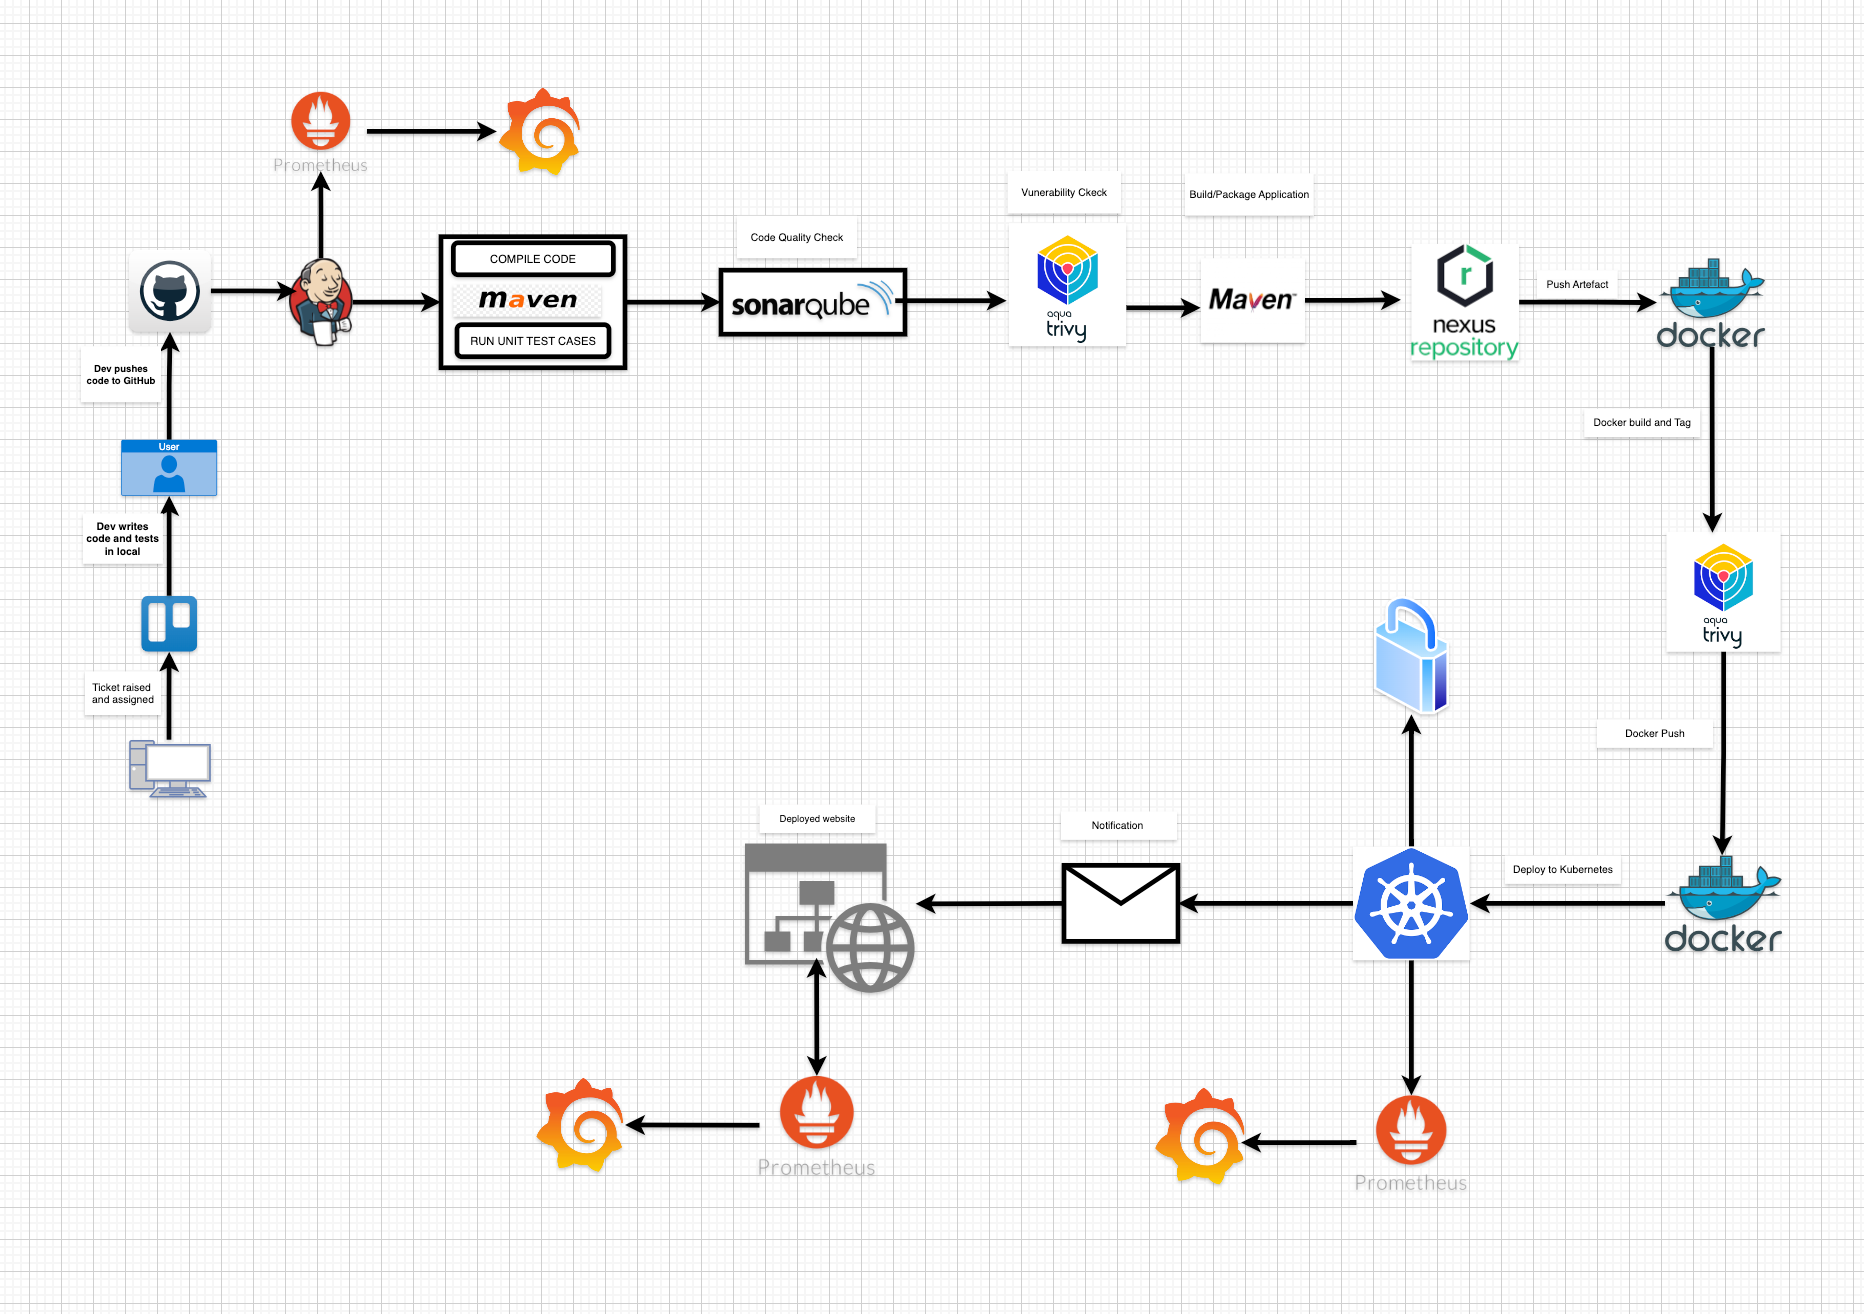 Prometheus
Vunerability Ckeck
Build/Package Application
Code Quality Check
COMPILE CODE
maven
RUN UNIT TEST CASES
sonarqube
aqua
trivy
Maven™
r
nexus
repository
Push Artefact
docker
Dev pushes
code to GitHub
Docker build and Tag
User
Dev writes
code and tests
in local
aqua
trivy
Ticket raised
and assigned
Docker Push
Deployed website
Notification
Deploy to Kubernetes
docker
Prometheus
Prometheus